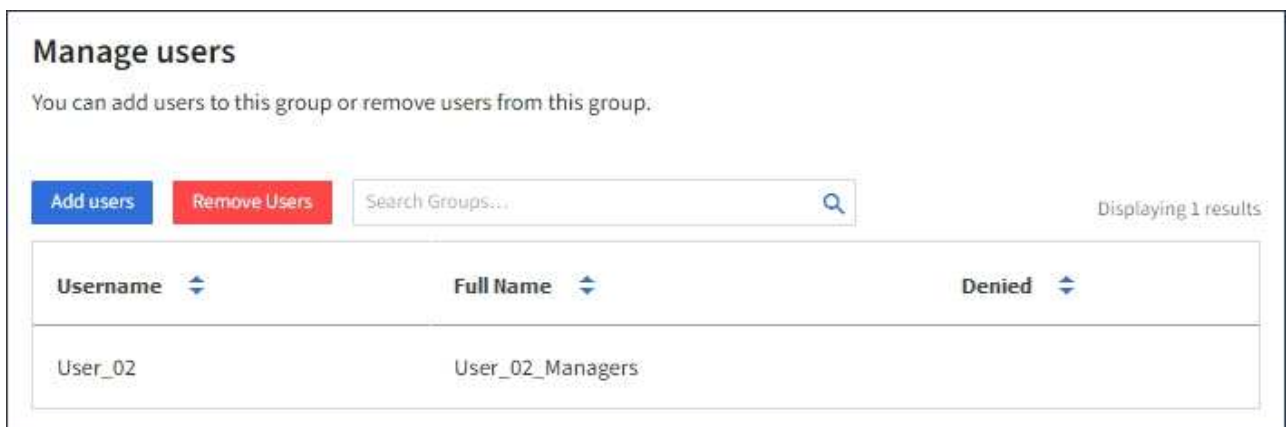 Manage users
You can add users to this group or remove users from this group.
Add users Remove Users Search Groups... Displaying 1 results
Username Full Name Denied
User_02 User_02_Managers